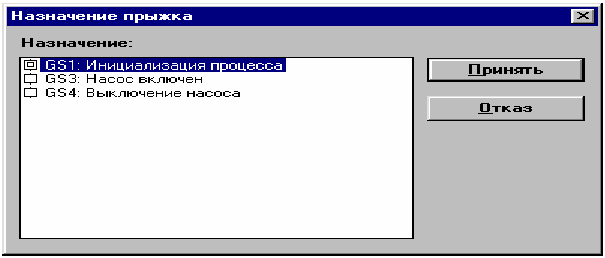 Назначение прыжка
Назначение:
GS1: Инициализация процесса
GS3: Насос включен
GS4: Выключение насоса
Принять
Отказ